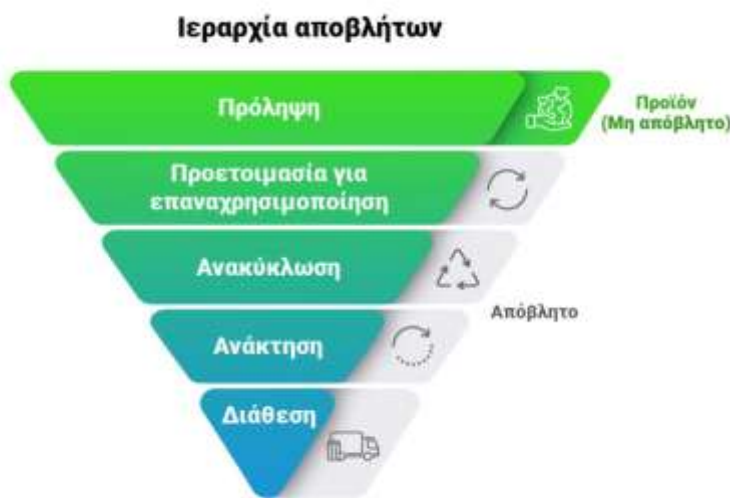 Ιεραρχία αποβλήτων
Πρόληψη
Προϊόν
(Μη απόβλητο)
Προετοιμασία για
επαναχρησιμοποίηση
Ανακύκλωση
Απόβλητο
Ανάκτηση
Διάθεση